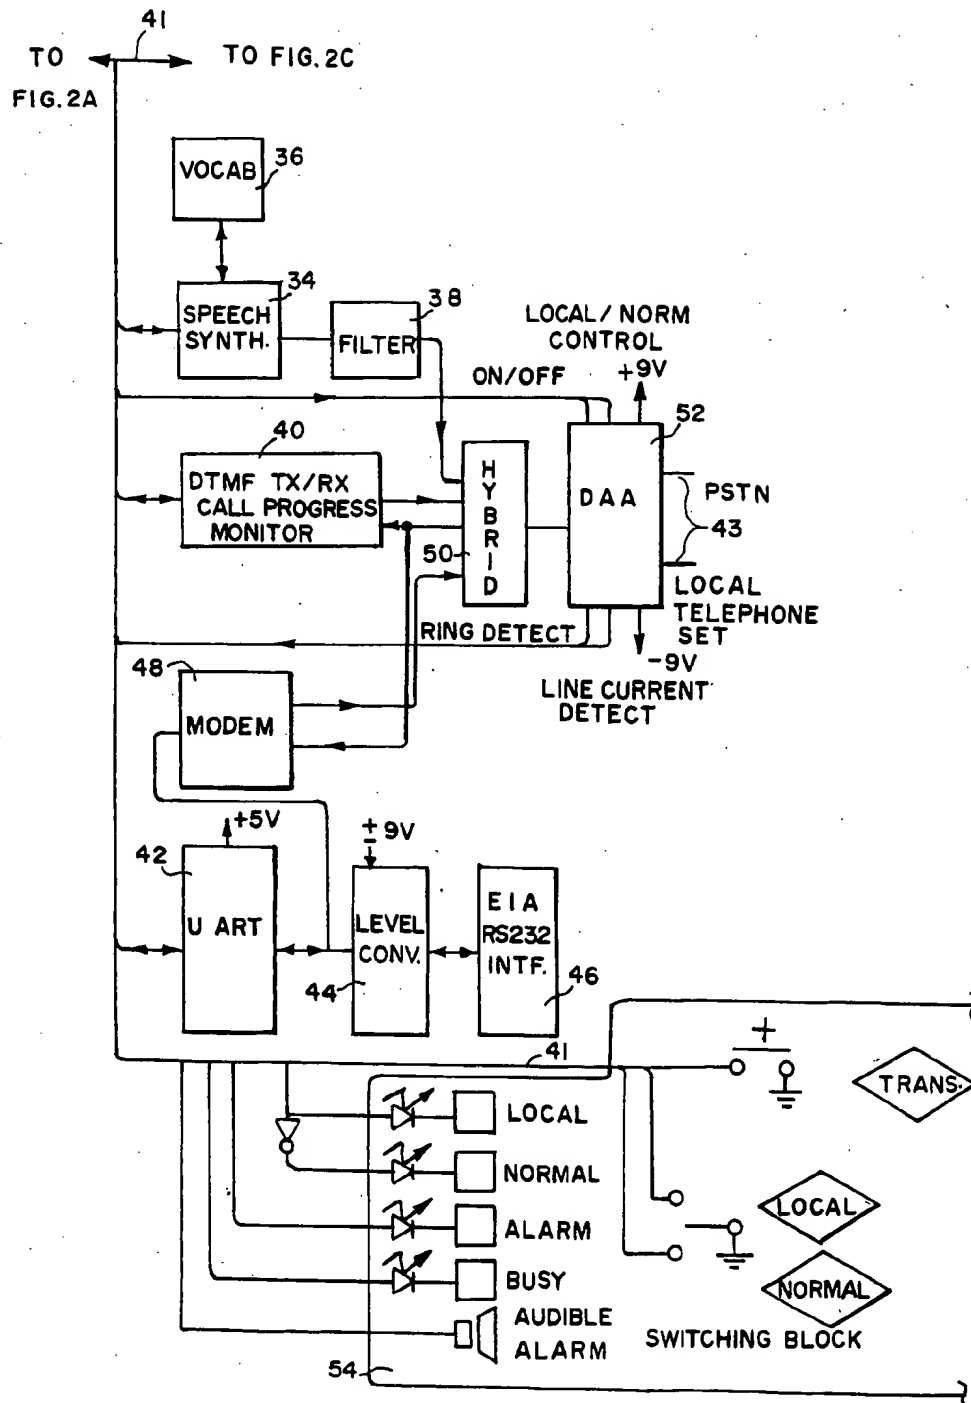 41
TO TO FIG.2C
FIG.2A
VOCAB
36
34
SPEECH
SYNTH.
38
FILTER
LOCAL/NORM
CONTROL
+9V
ON/OFF
52
40
DTMF TX/RX
CALL PROGRESS
MONITOR
HYBRID
50
DAA
PSTN
43
LOCAL
TELEPHONE
SET
RING DETECT
-9V
LINE CURRENT
DETECT
48
MODEM
+5V
±9V
42
U ART
LEVEL
CONV.
44
EIA
RS232
INTF.
46
41
+
TRANS.
LOCAL
NORMAL
ALARM
BUSY
AUDIBLE
ALARM
LOCAL
NORMAL
SWITCHING BLOCK
54